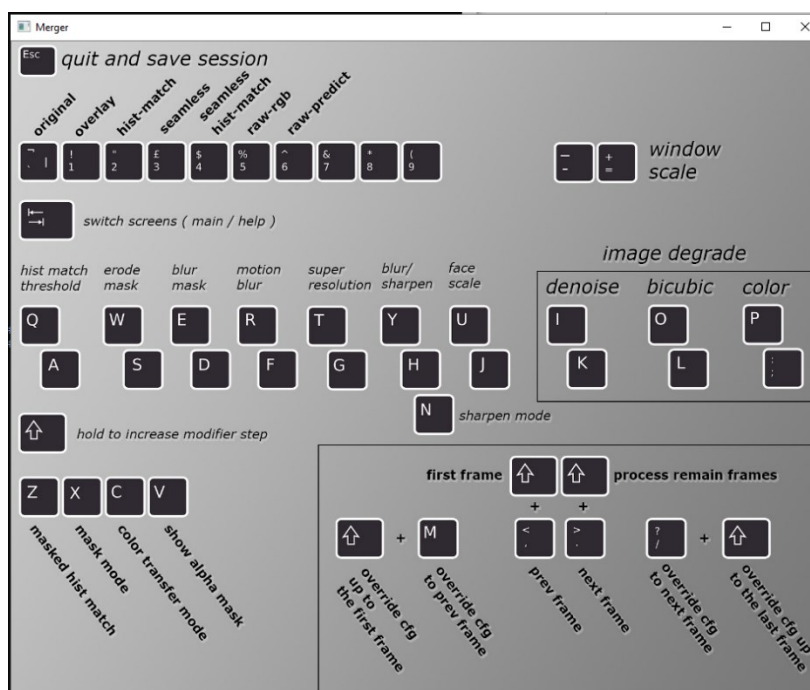 Merger
Esc quit and save session
original overlay hist-match seamless seamless hist-match raw-rgb raw-predict
¬ ` | ! 1 " 2 £ 3 $ 4 % 5 ^ 6 & 7 * 8 ( 9
— - + = window scale
switch screens ( main / help )
image degrade
hist match threshold erode mask blur mask motion blur super resolution blur/ sharpen face scale
denoise bicubic color
Q W E R T Y U I O P
A S D F G H J K L : ;
N sharpen mode
hold to increase modifier step
first frame process remain frames
+ +
Z X C V
masked hist match mask mode color transfer mode show alpha mask
+ M < , > . ? / +
override cfg up to the first frame override cfg to prev frame prev frame next frame override cfg to next frame override cfg up to the last frame